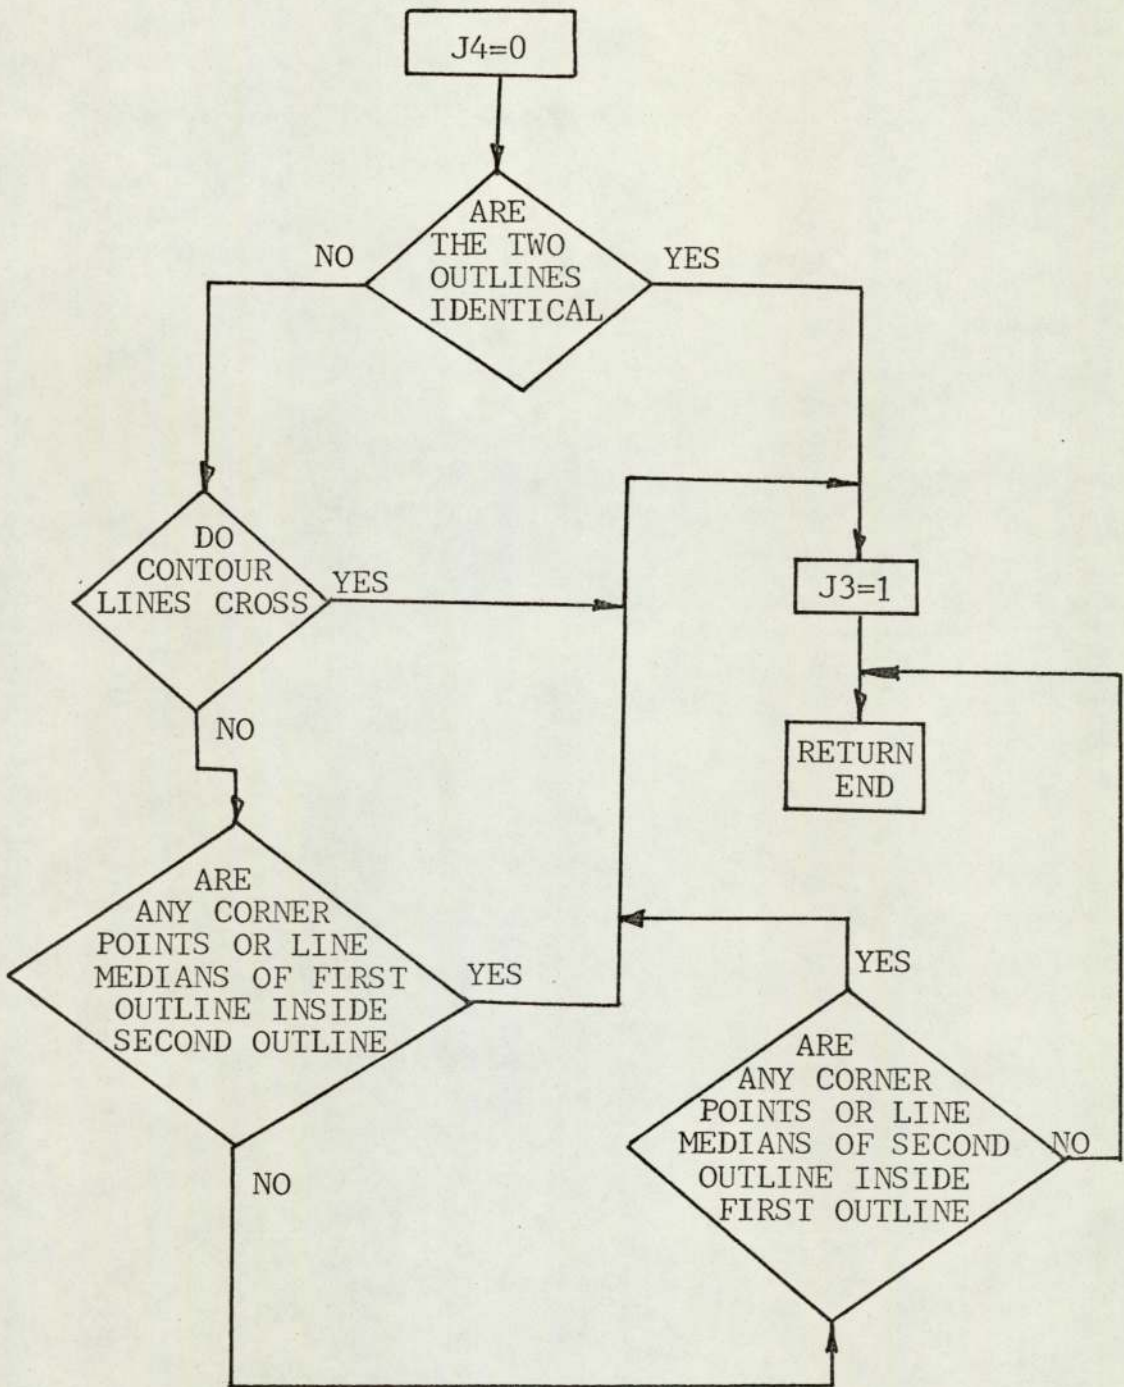 J4=0
ARE
THE TWO
OUTLINES
IDENTICAL
NO
YES
DO
CONTOUR
LINES CROSS
YES
NO
J3=1
RETURN
END
ARE
ANY CORNER
POINTS OR LINE
MEDIANS OF FIRST
OUTLINE INSIDE
SECOND OUTLINE
YES
NO
YES
ARE
ANY CORNER
POINTS OR LINE
MEDIANS OF SECOND
OUTLINE INSIDE
FIRST OUTLINE
NO